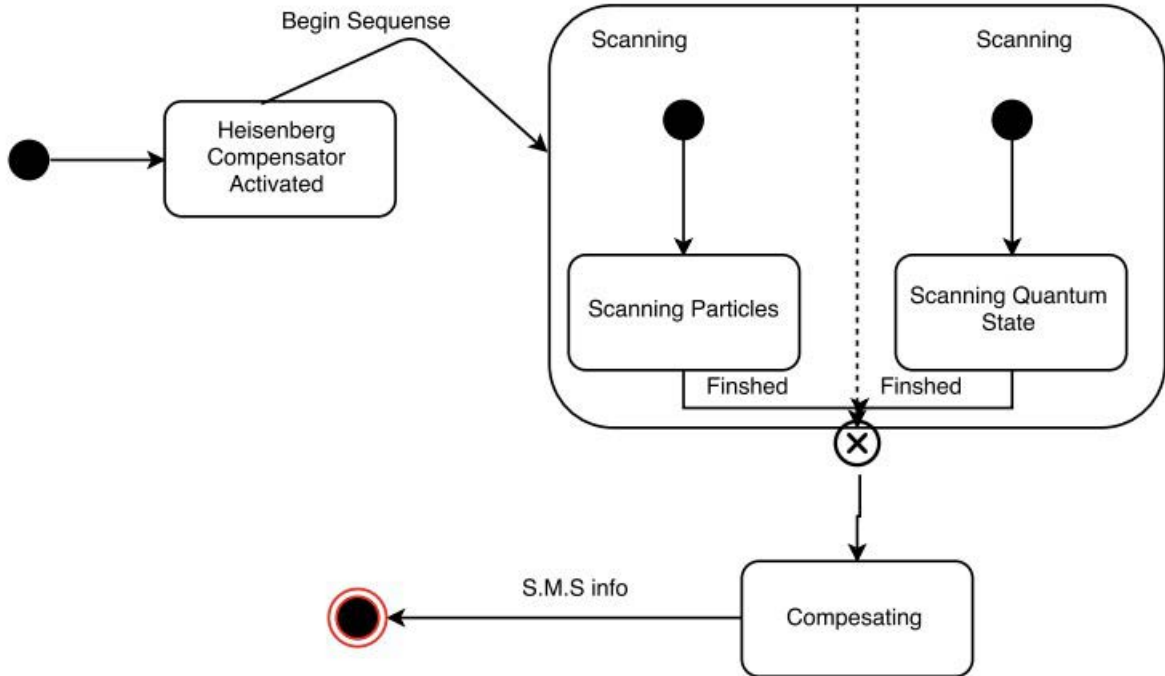 Begin Sequense
Scanning
Scanning
Heisenberg
Compensator
Activated
Scanning Particles
Scanning Quantum
State
Finshed
Finshed
S.M.S info
Compesating